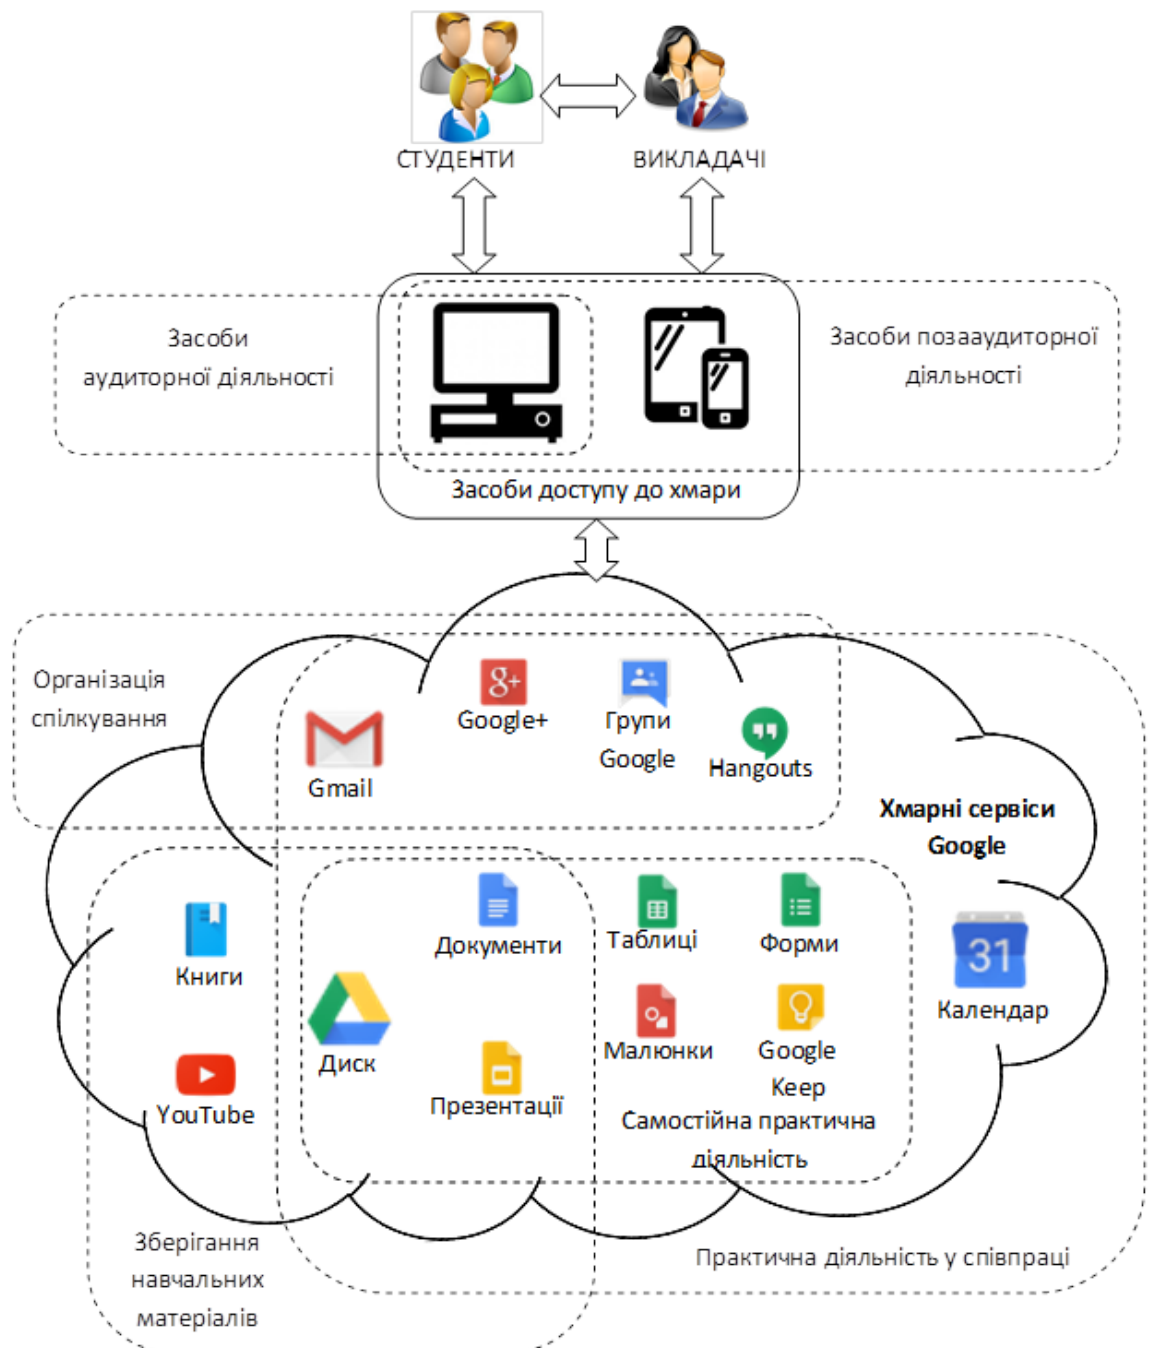 СТУДЕНТИ
ВИКЛАДАЧІ
Засоби
аудиторної діяльності
Засоби позааудиторної
діяльності
Засоби доступу до хмари
Організація
спілкування
g+
Google+
Групи
Google
Gmail
Hangouts
Хмарні сервіси
Google
Книги
Документи
Таблиці
Форми
31
Календар
Диск
Малюнки
Google
Keep
YouTube
Презентації
Самостійна практична
діяльність
Зберігання
навчальних
матеріалів
Практична діяльність у співпраці